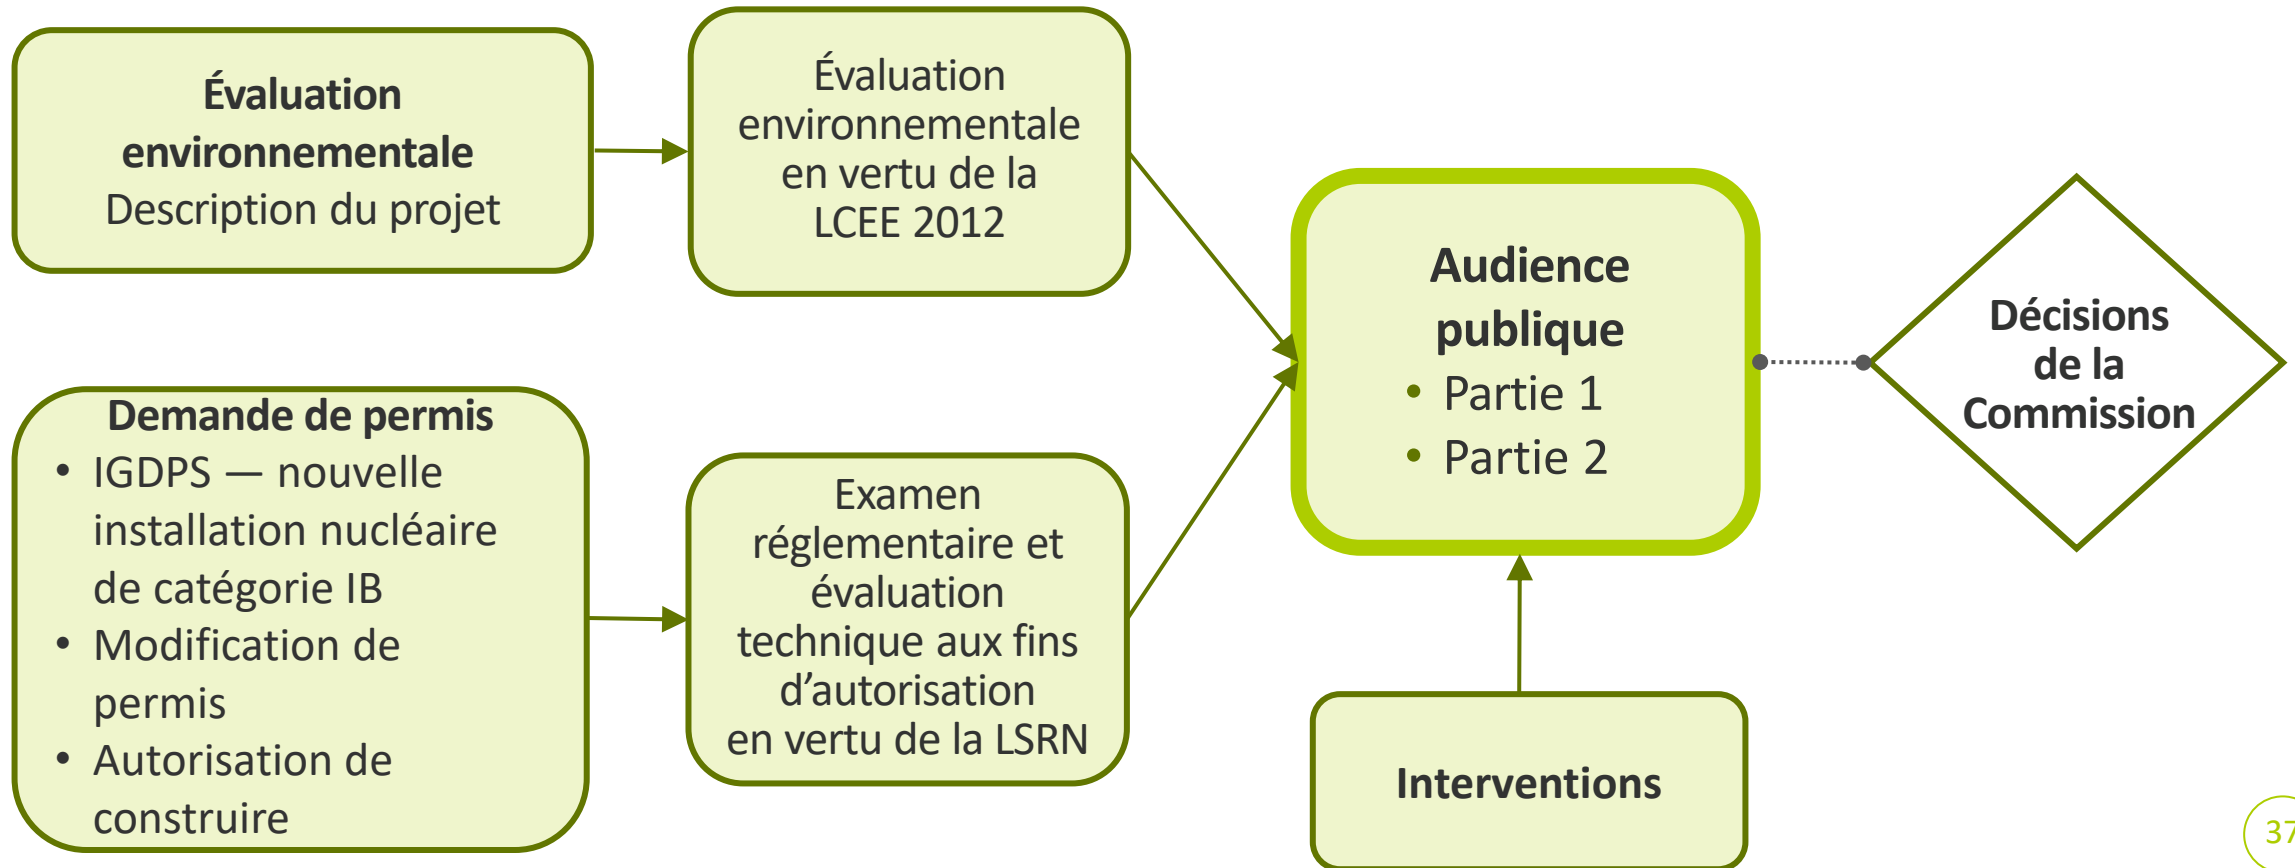 Évaluation
environnementale
Description du projet
Évaluation
environnementale
en vertu de la
LCEE 2012
Demande de permis
• IGDPS — nouvelle
installation nucléaire
de catégorie IB
• Modification de
permis
• Autorisation de
construire
Examen
réglementaire et
évaluation
technique aux fins
d’autorisation
en vertu de la LSRN
Audience
publique
• Partie 1
• Partie 2
Interventions
Décisions
de la
Commission
37